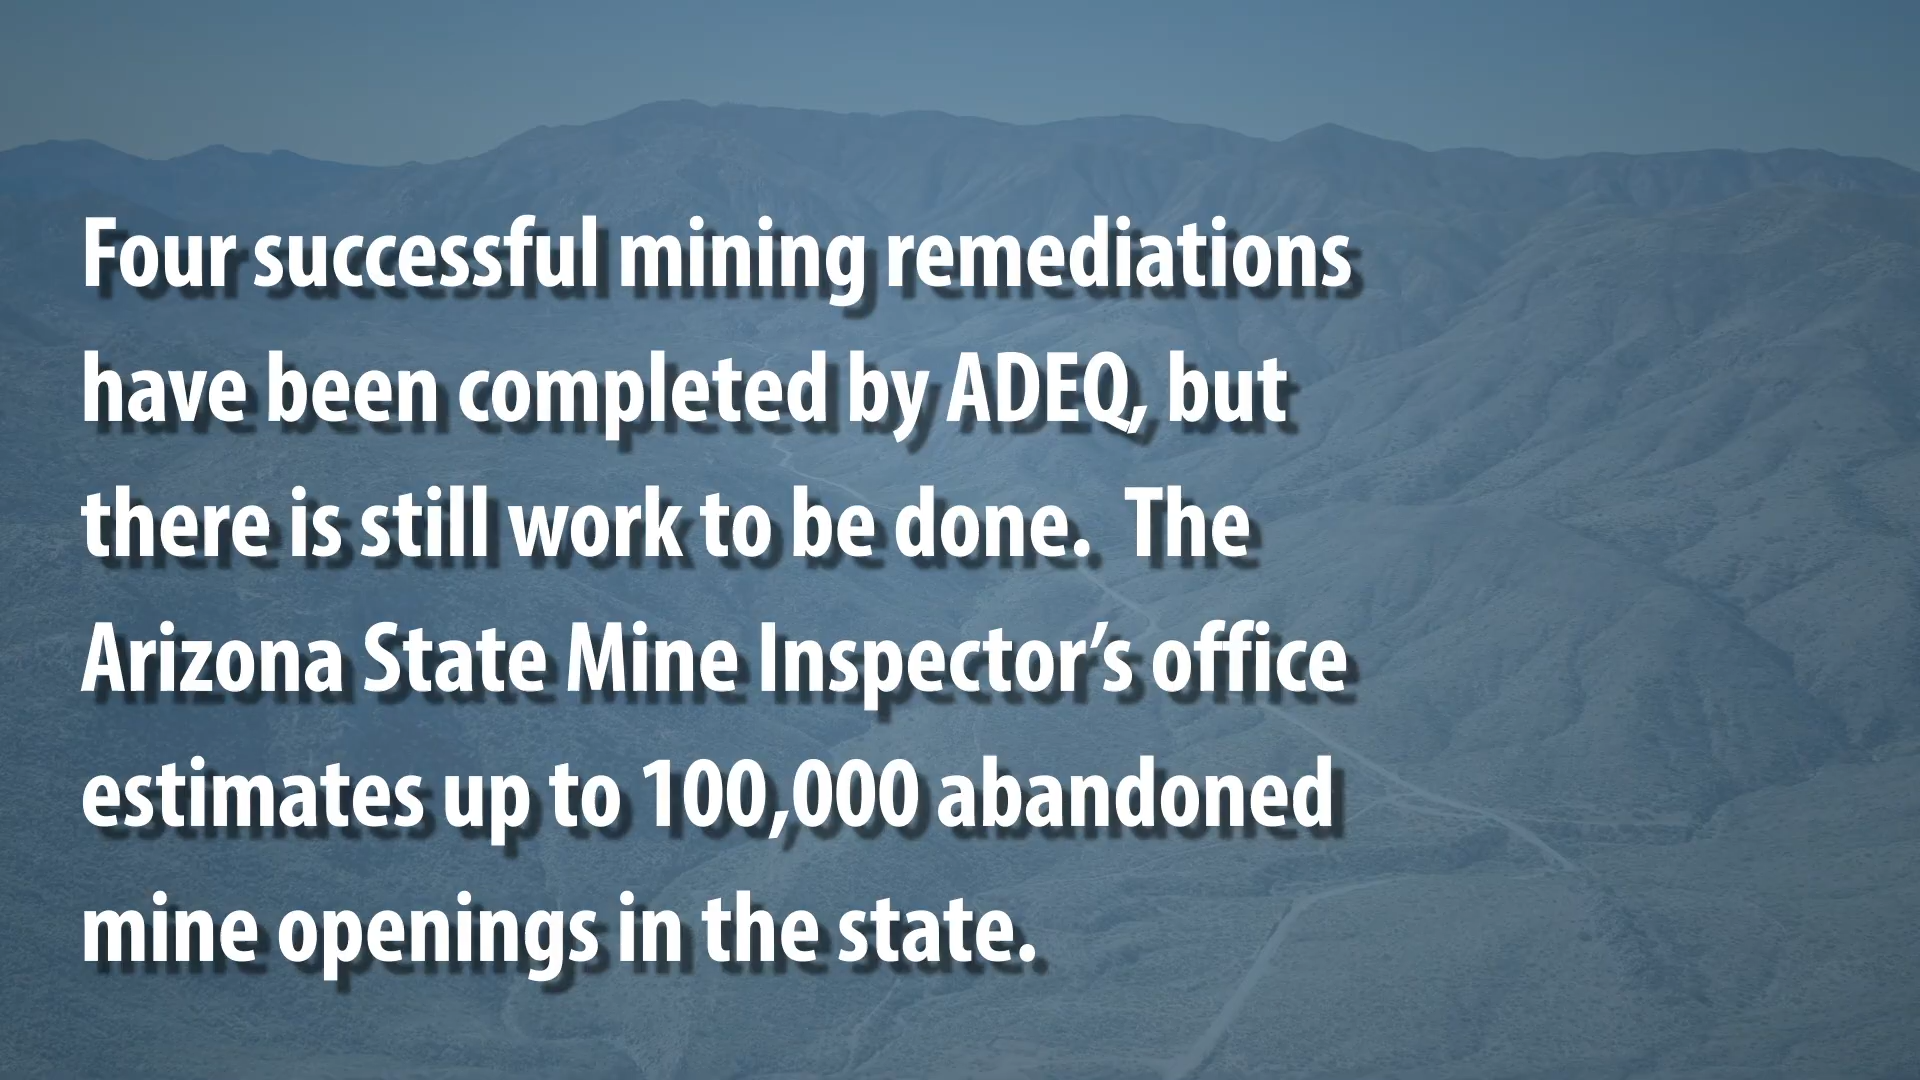 Four successful mining remediations
have been completed by ADEQ, but
there is still work to be done.  The
Arizona State Mine Inspector’s office
estimates up to 100,000 abandoned
mine openings in the state.